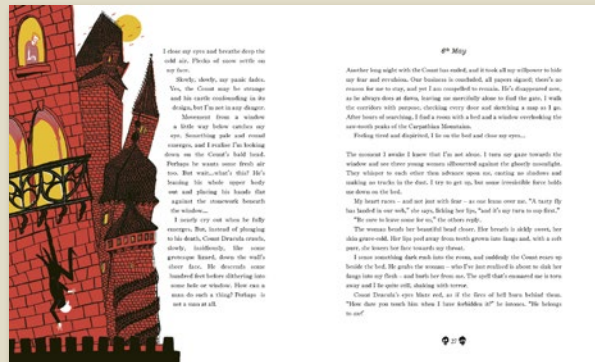 I close my eyes and breathe deep the
cold air. Flecks of snow settle on
my face.
Slowly, slowly, my panic fades.
Yes, the Count may be strange
and his castle confounding in its
design, but I'm not in any danger.
Movement from a window
a little way below catches my
eye. Something pale and round
emerges, and I realise I'm looking
down on the Count's bald head.
Perhaps he wants some fresh air
too. But wait...what's this? He's
leaning his whole upper body
out and placing his hands flat
against the stonework beneath
the window...
I nearly cry out when he fully
emerges. But, instead of plunging
to his death, Count Dracula crawls,
slowly, insidiously, like some
grotesque lizard, down the wall's
sheer face. He descends some
hundred feet before slithering into
some hole or window. How can a
man do such a thing? Perhaps he
is not a man at all.
6th May
Another long night with the Count has ended, and it took all my willpower to hide
my fear and revulsion. Our business is concluded, all papers signed; there's no
reason for me to stay, and yet I am compelled to remain. He's disappeared now,
as he always does at dawn, leaving me mercifully alone to find the gate. I walk
the corridors with purpose, checking every door and sketching a map as I go.
After hours of searching, I find a room with a bed and a window overlooking the
saw-tooth peaks of the Carpathian Mountains.
Feeling tired and dispirited, I lie on the bed and close my eyes...
The moment I awake I know that I'm not alone. I turn my gaze towards the
window and see three young women silhouetted against the ghostly moonlight.
They whisper to each other then advance upon me, casting no shadows and
making no tracks in the dust. I try to get up, but some irresistible force holds
me down on the bed.
My heart races – and not just with fear – as one leans over me. "A tasty fly
has landed in our web," she says, licking her lips, "and it's my turn to sup first."
"Be sure to leave some for us," the others reply.
The woman bends her beautiful head closer. Her breath is sickly sweet, her
skin grave-cold. Her lips peel away from teeth grown into fangs and, with a soft
purr, she lowers her face towards my throat.
I sense something dark rush into the room, and suddenly the Count roars up
beside the bed. He grabs the woman – who I've just realised is about to sink her
fangs into my flesh – and hurls her from me. The spell that's ensnared me is torn
away and I lie quite still, shaking with terror.
Count Dracula's eyes blaze red, as if the fires of hell burn behind them.
"How dare you touch him when I have forbidden it!" he hisses. "He belongs
to me!"
27